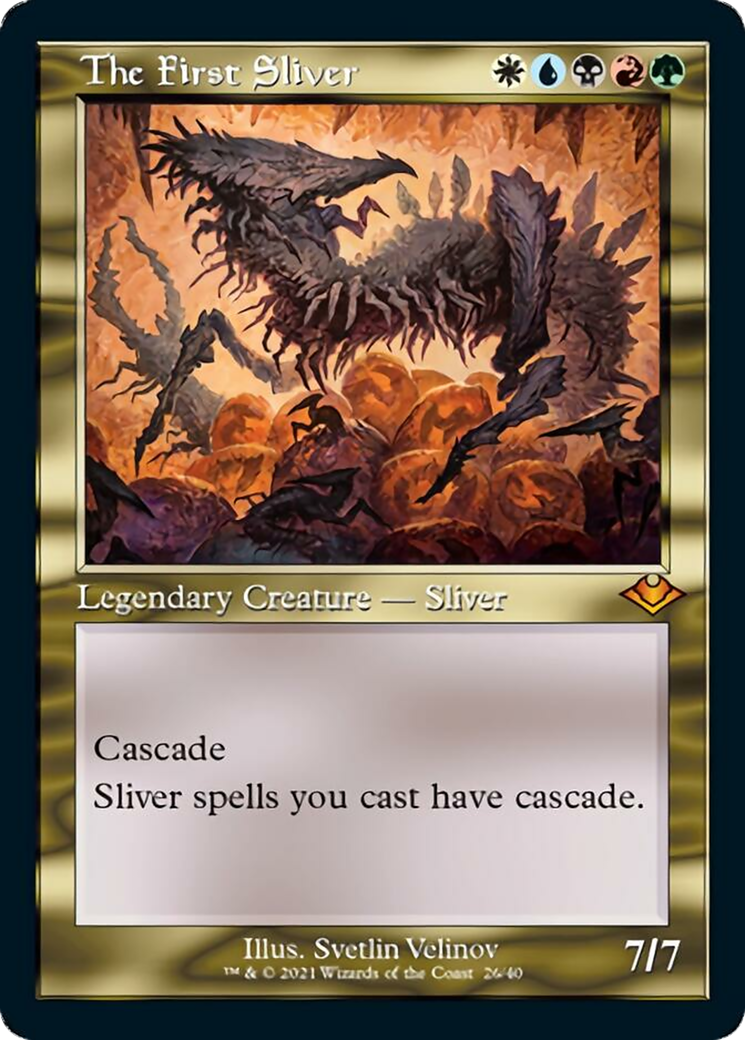 The First Sliver
Legendary Creature — Sliver
Cascade
Sliver spells you cast have cascade.
Illus. Svetlin Velinov
™ & © 2021 Wizards of the Coast 26/40
7/7